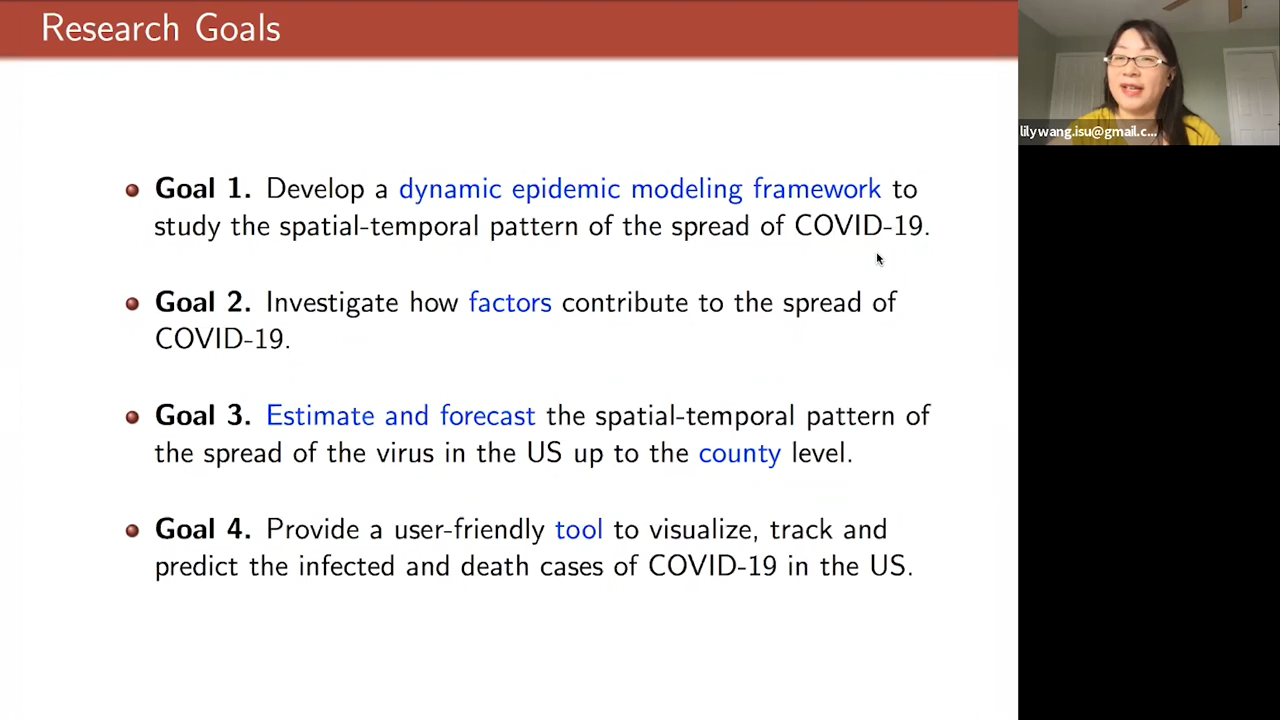 Research Goals
Goal 1. Develop a dynamic epidemic modeling framework to
study the spatial-temporal pattern of the spread of COVID-19.
Goal 2. Investigate how factors contribute to the spread of
COVID-19.
Goal 3. Estimate and forecast the spatial-temporal pattern of
the spread of the virus in the US up to the county level.
Goal 4. Provide a user-friendly tool to visualize, track and
predict the infected and death cases of COVID-19 in the US.
lilywang.isu@gmail.c...